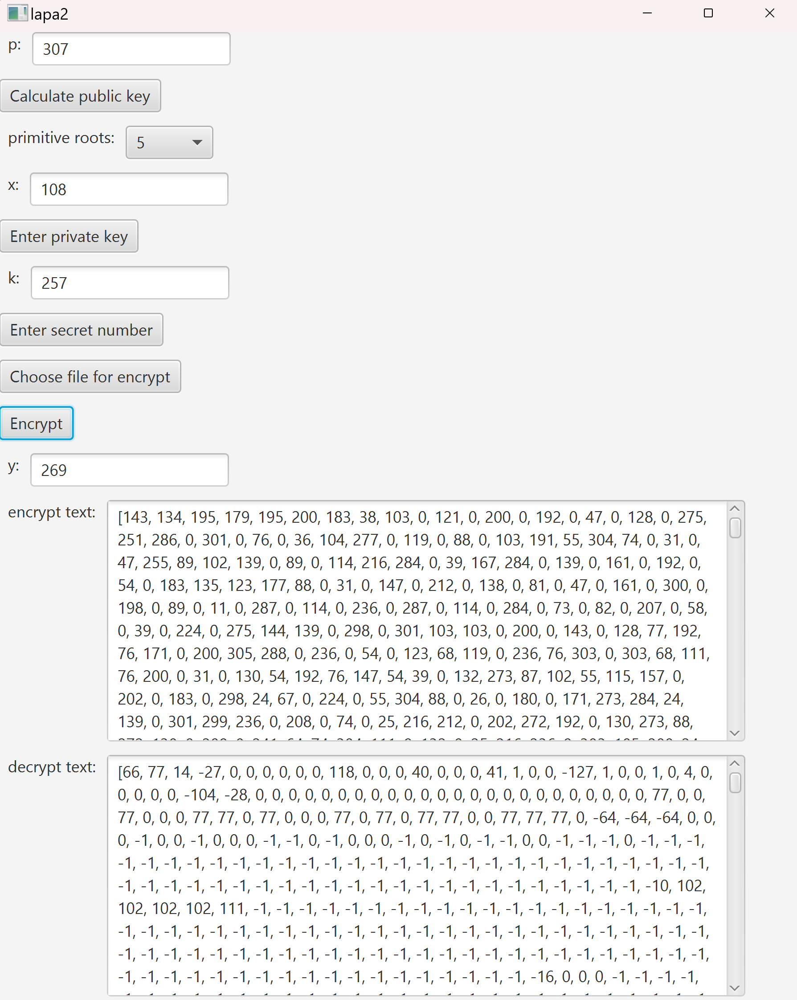 lapa2
p: 307
Calculate public key
primitive roots: 5
x: 108
Enter private key
k: 257
Enter secret number
Choose file for encrypt
Encrypt
y: 269
encrypt text: [143, 134, 195, 179, 195, 200, 183, 38, 103, 0, 121, 0, 200, 0, 192, 0, 47, 0, 128, 0, 275,
251, 286, 0, 301, 0, 76, 0, 36, 104, 277, 0, 119, 0, 88, 0, 103, 191, 55, 304, 74, 0, 31, 0,
47, 255, 89, 102, 139, 0, 89, 0, 114, 216, 284, 0, 39, 167, 284, 0, 139, 0, 161, 0, 192, 0,
54, 0, 183, 135, 123, 177, 88, 0, 31, 0, 147, 0, 212, 0, 138, 0, 81, 0, 47, 0, 161, 0, 300, 0,
198, 0, 89, 0, 11, 0, 287, 0, 114, 0, 236, 0, 287, 0, 114, 0, 284, 0, 73, 0, 82, 0, 207, 0, 58,
0, 39, 0, 224, 0, 275, 144, 139, 0, 298, 0, 301, 103, 103, 0, 200, 0, 143, 0, 128, 77, 192,
76, 171, 0, 200, 305, 288, 0, 236, 0, 54, 0, 123, 68, 119, 0, 236, 76, 303, 0, 303, 68, 111,
76, 200, 0, 31, 0, 130, 54, 192, 76, 147, 54, 39, 0, 132, 273, 87, 102, 55, 115, 157, 0,
202, 0, 183, 0, 298, 24, 67, 0, 224, 0, 55, 304, 88, 0, 26, 0, 180, 0, 171, 273, 284, 24,
139, 0, 301, 299, 236, 0, 208, 0, 74, 0, 25, 216, 212, 0, 202, 272, 192, 0, 130, 273, 88,
decrypt text: [66, 77, 14, -27, 0, 0, 0, 0, 0, 0, 118, 0, 0, 0, 40, 0, 0, 0, 41, 1, 0, 0, -127, 1, 0, 0, 1, 0, 4, 0,
0, 0, 0, 0, -104, -28, 0, 0, 0, 0, 0, 0, 0, 0, 0, 0, 0, 0, 0, 0, 0, 0, 0, 0, 0, 0, 0, 0, 0, 0, 77, 0, 0,
77, 0, 0, 0, 77, 77, 0, 77, 0, 0, 0, 77, 0, 77, 0, 77, 77, 0, 0, 77, 77, 77, 0, -64, -64, -64, 0, 0,
0, -1, 0, 0, -1, 0, 0, 0, -1, -1, 0, -1, 0, 0, 0, -1, 0, -1, 0, -1, -1, 0, 0, -1, -1, -1, 0, -1, -1, -1,
-1, -1, -1, -1, -1, -1, -1, -1, -1, -1, -1, -1, -1, -1, -1, -1, -1, -1, -1, -1, -1, -1, -1, -1, -1, -1,
-1, -1, -1, -1, -1, -1, -1, -1, -1, -1, -1, -1, -1, -1, -1, -1, -1, -1, -1, -1, -1, -1, -1, -10, 102,
102, 102, 102, 111, -1, -1, -1, -1, -1, -1, -1, -1, -1, -1, -1, -1, -1, -1, -1, -1, -1, -1, -1, -1,
-1, -1, -1, -1, -1, -1, -1, -1, -1, -1, -1, -1, -1, -1, -1, -1, -1, -1, -1, -1, -1, -1, -1, -1, -1, -1,
-1, -1, -1, -1, -1, -1, -1, -1, -1, -1, -1, -1, -1, -1, -1, -1, -1, -1, -1, -1, -1, -1, -1, -1, -1, -1,
-1, -1, -1, -1, -1, -1, -1, -1, -1, -1, -1, -1, -1, -1, -1, -1, -1, -1, -16, 0, 0, 0, -1, -1, -1, -1,